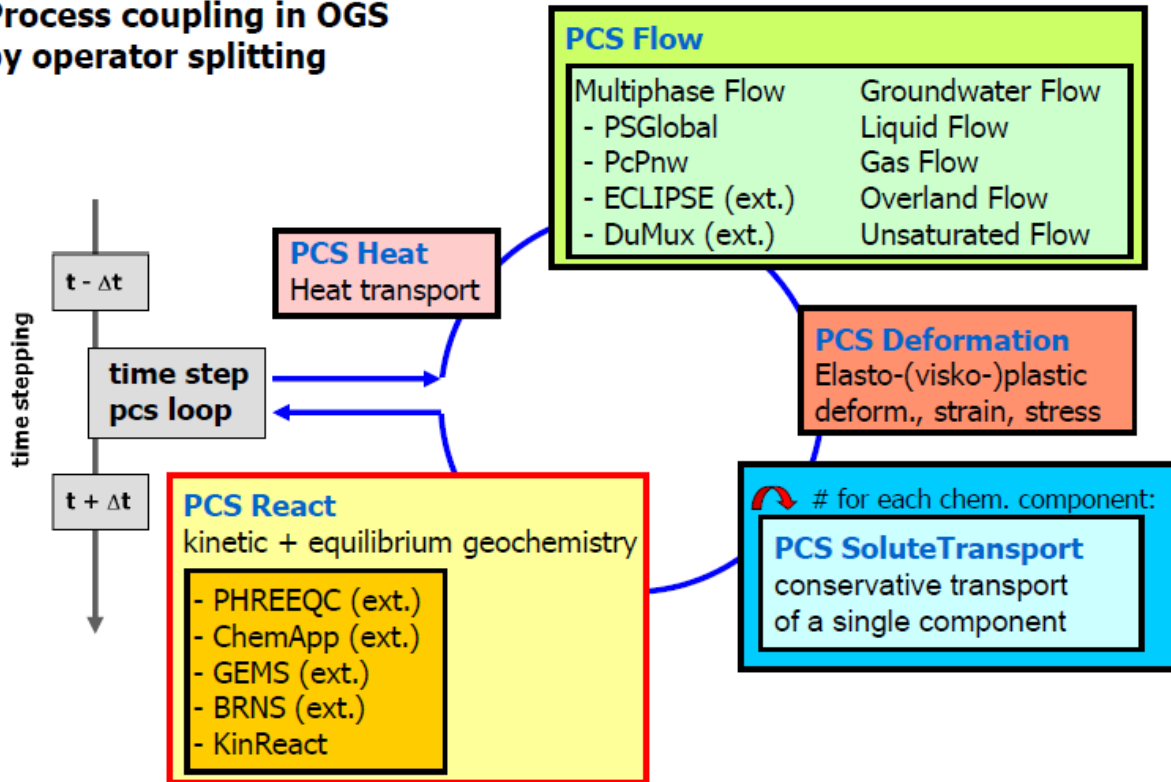 Process coupling in OGS
by operator splitting
PCS Flow
Multiphase Flow
- PSGlobal
- PcPnw
- ECLIPSE (ext.)
- DuMux (ext.)
Groundwater Flow
Liquid Flow
Gas Flow
Overland Flow
Unsaturated Flow
PCS Heat
Heat transport
t - Δt
time stepping
time step
pcs loop
t + Δt
PCS Deformation
Elasto-(visko-)plastic
deform., strain, stress
# for each chem. component:
PCS SoluteTransport
conservative transport
of a single component
PCS React
kinetic + equilibrium geochemistry
- PHREEQC (ext.)
- ChemApp (ext.)
- GEMS (ext.)
- BRNS (ext.)
- KinReact